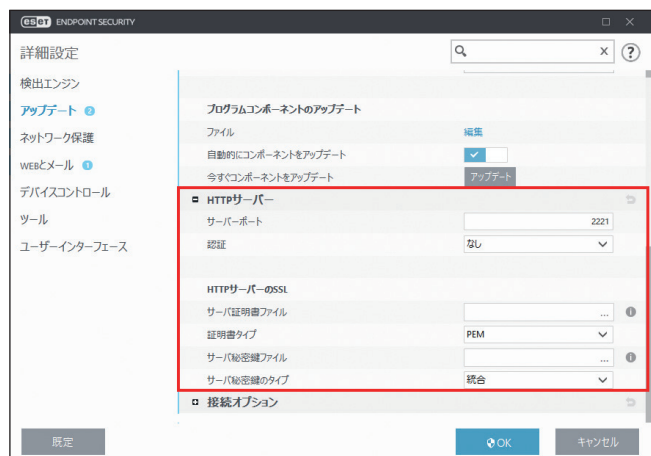 eset ENDPOINT SECURITY
詳細設定
検出エンジン
アップデート 2
ネットワーク保護
WEBとメール 1
デバイスコントロール
ツール
ユーザーインターフェース
プログラムコンポーネントのアップデート
ファイル 編集
自動的にコンポーネントをアップデート
今すぐコンポーネントをアップデート アップデート
HTTPサーバー
サーバーポート 2221
認証 なし
HTTPサーバーのSSL
サーバ証明書ファイル ...
証明書タイプ PEM
サーバ秘密鍵ファイル ...
サーバ秘密鍵のタイプ 統合
接続オプション
既定 OK キャンセル